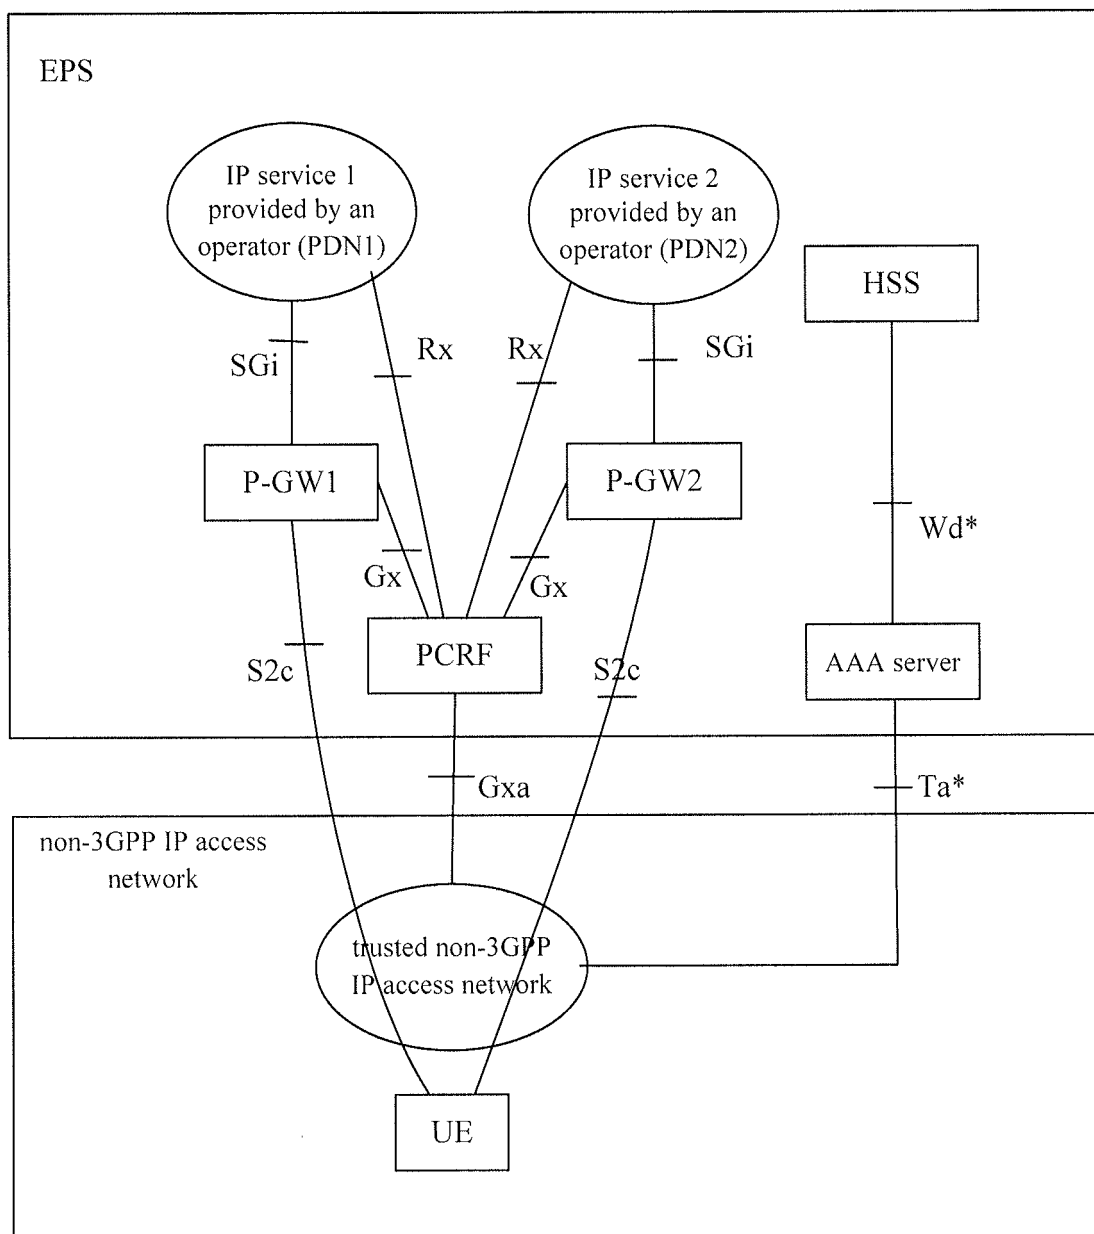 EPS
IP service 1
provided by an
operator (PDN1)
IP service 2
provided by an
operator (PDN2)
HSS
SGi
Rx
Rx
SGi
P-GW1
P-GW2
Wd*
Gx
Gx
S2c
PCRF
S2c
AAA server
Gxa
Ta*
non-3GPP IP access
network
trusted non-3GPP
IP access network
UE